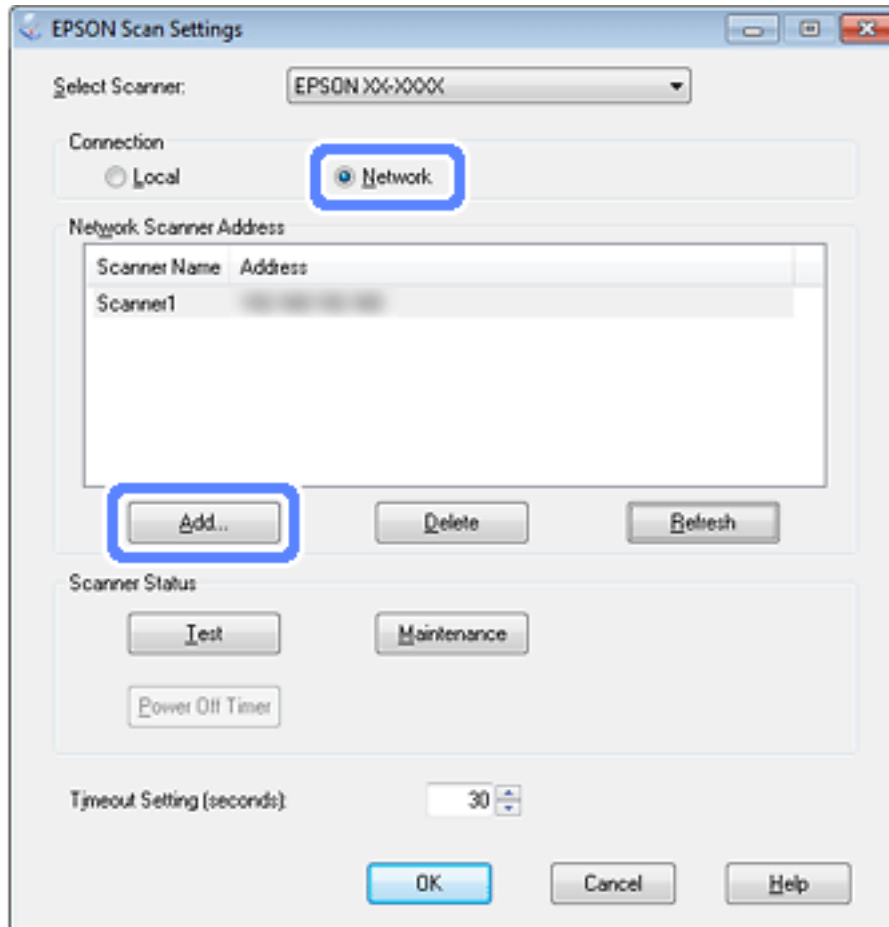 EPSON Scan Settings
Select Scanner: EPSON XX-XXXX
Connection
Local Network
Network Scanner Address
Scanner Name Address
Scanner1
Add... Delete Refresh
Scanner Status
Test Maintenance
Power Off Timer
Timeout Setting (seconds): 30
OK Cancel Help